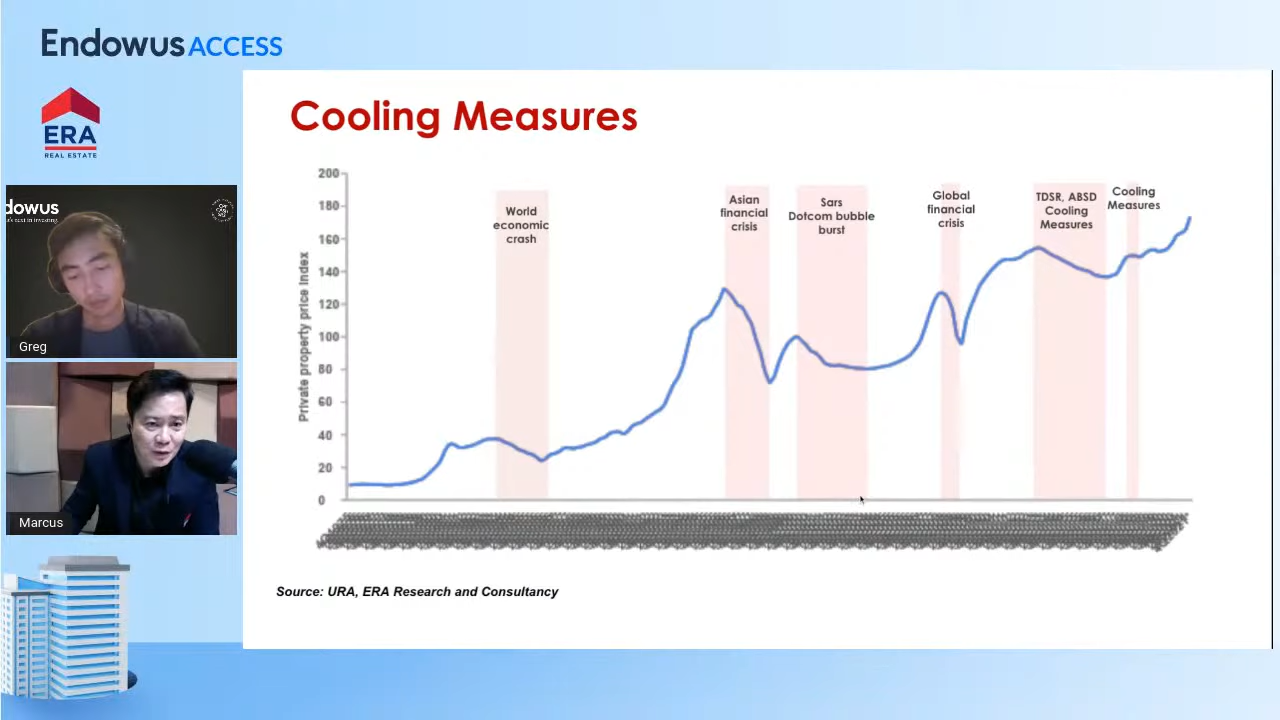 Endowus ACCESS
ERA
REAL ESTATE
dowus
Greg
Marcus
Cooling Measures
Private property price index
200
180
160
140
120
100
80
60
40
20
0
World
economic
crash
Asian
financial
crisis
Sars
Dotcom bubble
burst
Global
financial
crisis
TDSR, ABSD
Cooling
Measures
Cooling
Measures
Source: URA, ERA Research and Consultancy